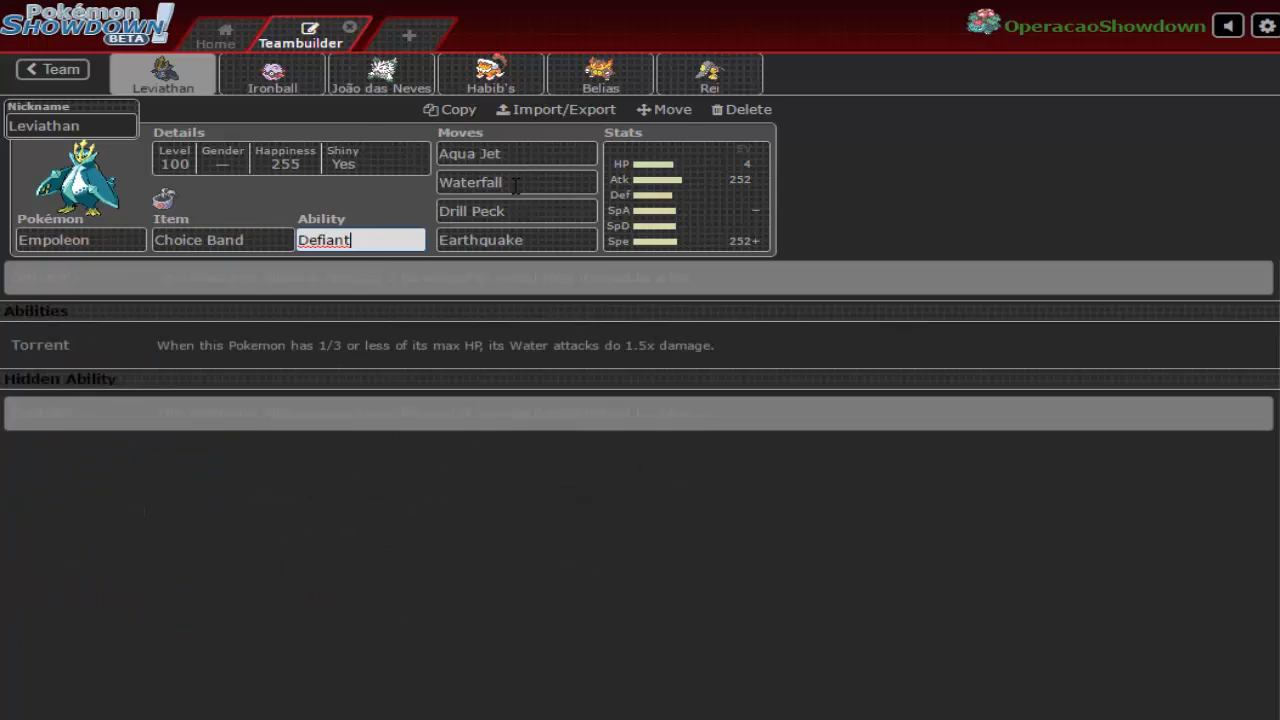 Pokémon
SHOWDOWN!
BETA
Home
Teambuilder
+
OperacaoShowdown
< Team
Leviathan
Ironball
João das Neves
Habib's
Belias
Rei
Copy
Import/Export
Move
Delete
Nickname
Leviathan
Details
Level Gender Happiness Shiny
100 — 255 Yes
Pokémon
Empoleon
Item
Choice Band
Ability
Defiant
Moves
Aqua Jet
Waterfall
Drill Peck
Earthquake
Stats
EV
HP 4
Atk 252
Def
SpA –
SpD
Spe 252+
Abilities
Torrent When this Pokemon has 1/3 or less of its max HP, its Water attacks do 1.5x damage.
Hidden Ability